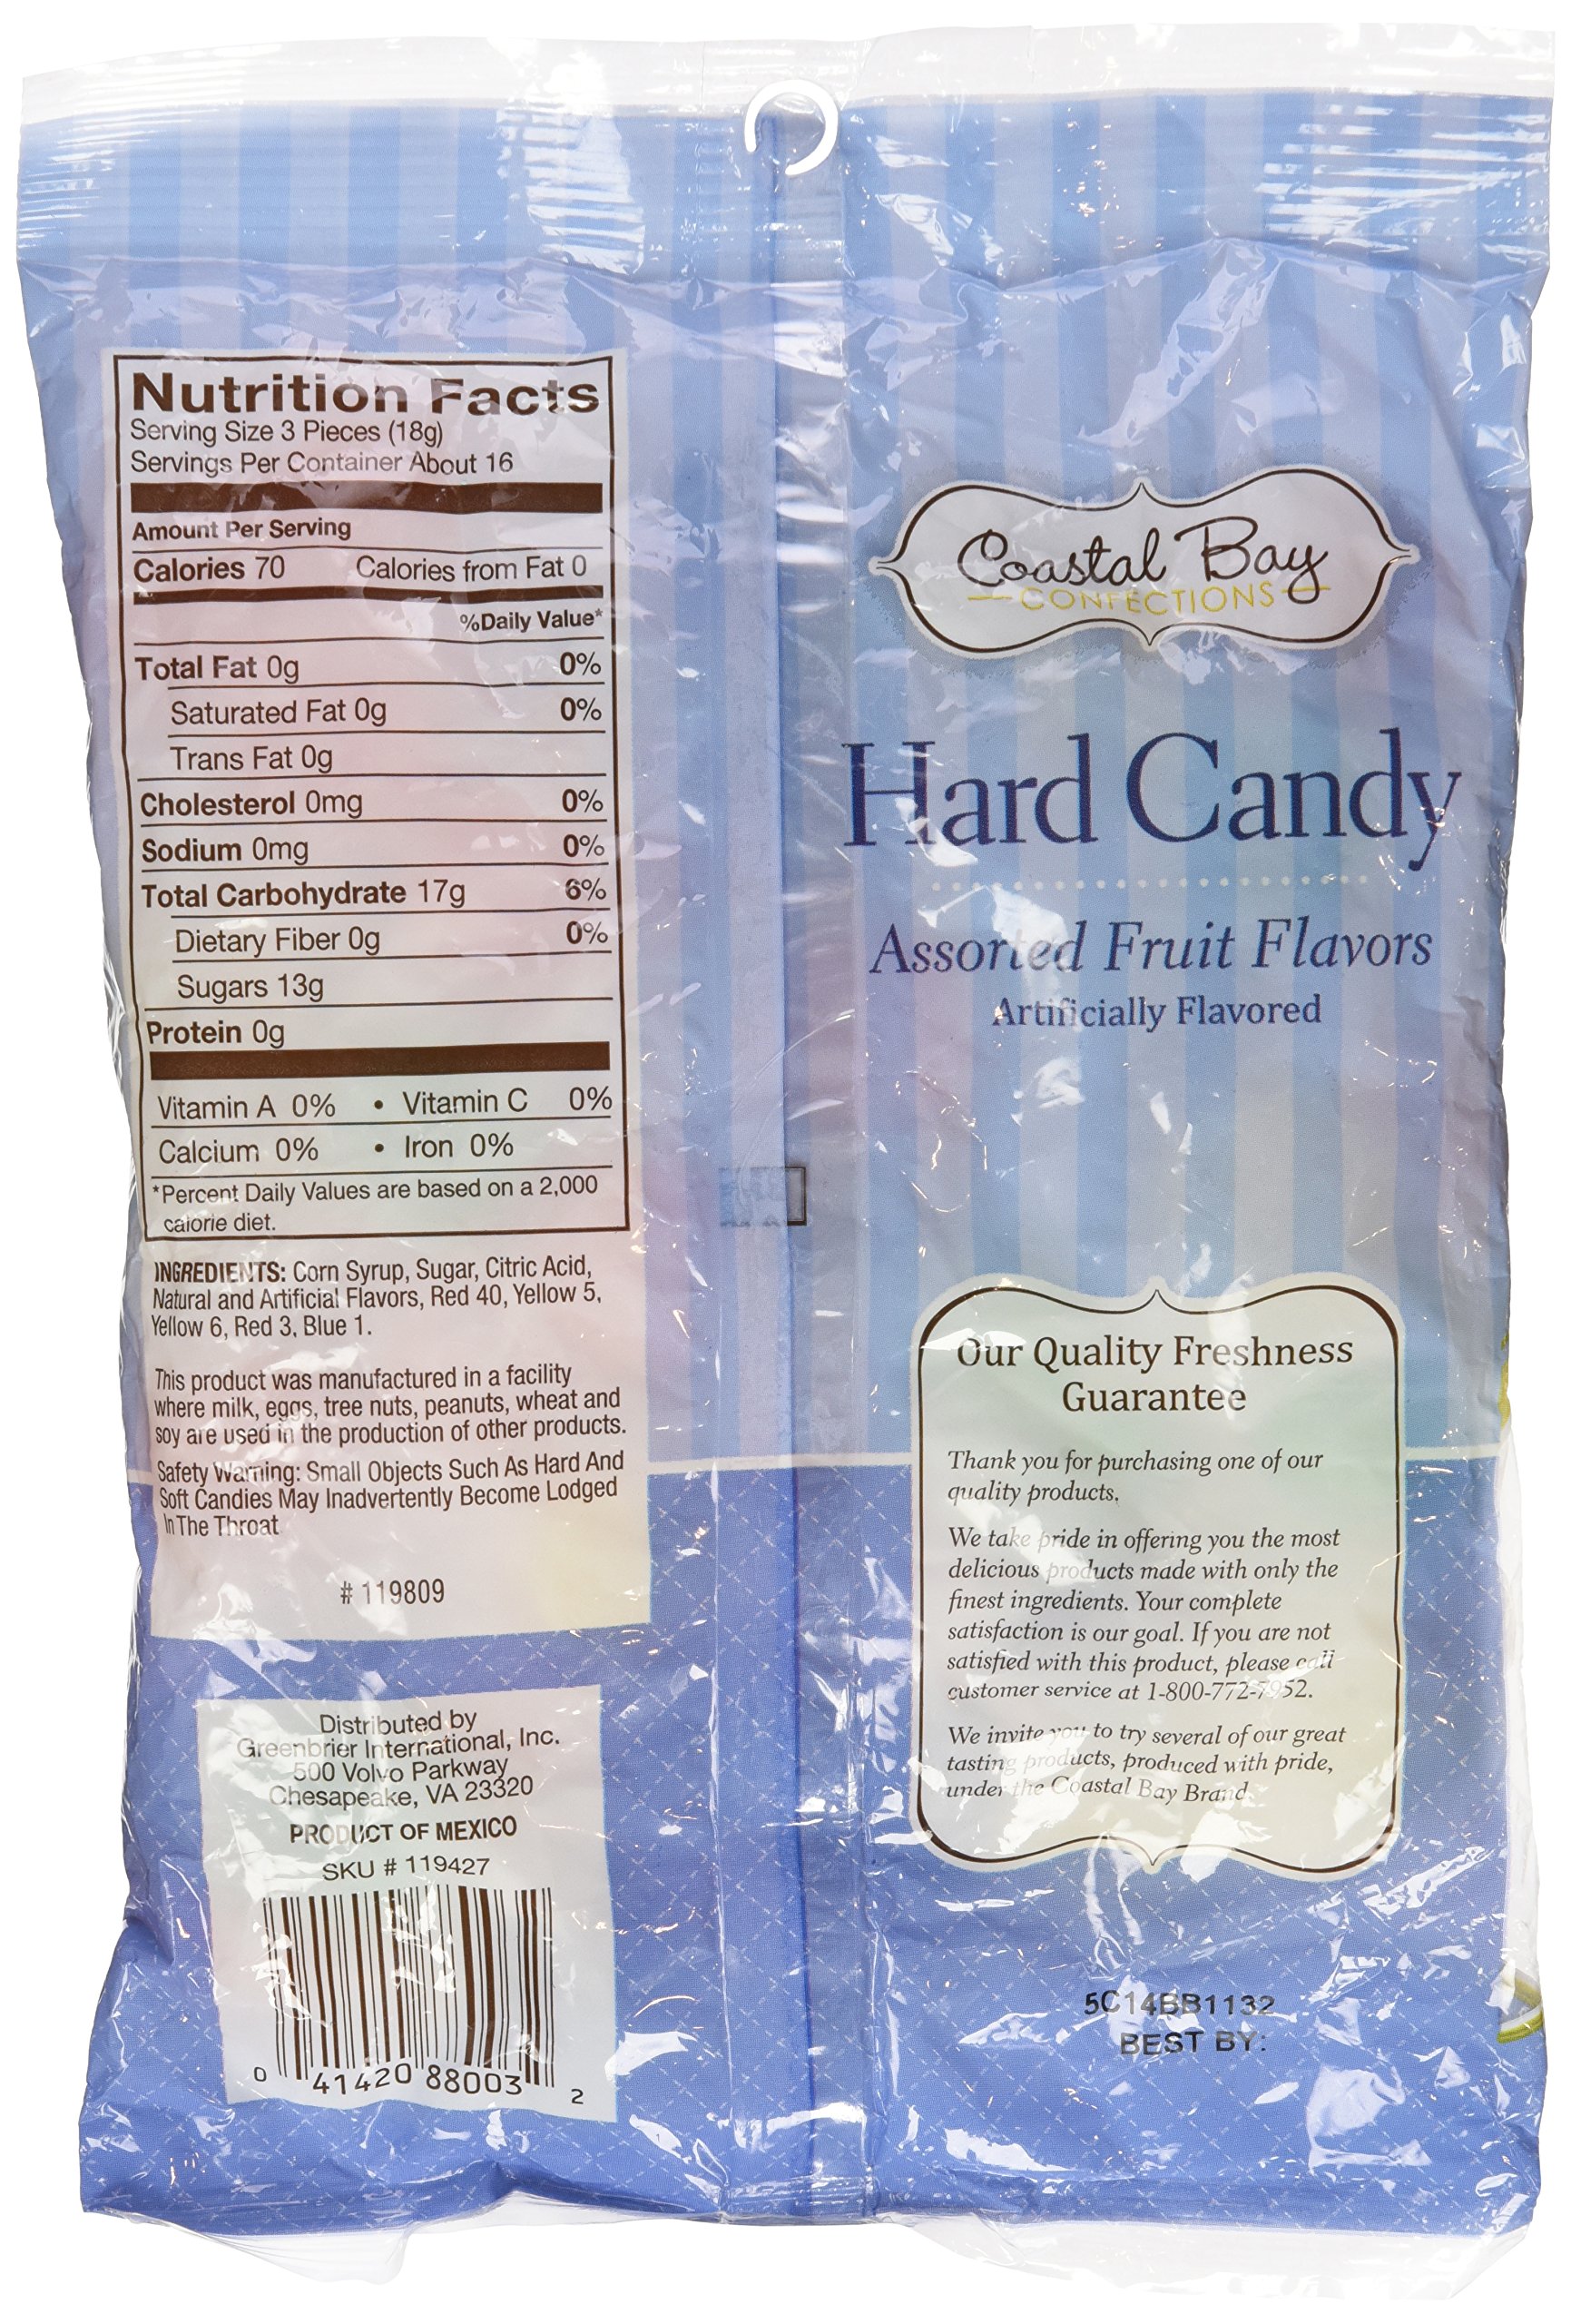 Nutrition Facts
Serving Size 3 Pieces (18g)
Servings Per Container About 16
Amount Per Serving
Calories 70 Calories from Fat 0
%Daily Value*
Total Fat 0g 0%
Saturated Fat 0g 0%
Trans Fat 0g
Cholesterol 0mg 0%
Sodium 0mg 0%
Total Carbohydrate 17g 6%
Dietary Fiber 0g 0%
Sugars 13g
Protein 0g
Vitamin A 0% • Vitamin C 0%
Calcium 0% • Iron 0%
*Percent Daily Values are based on a 2,000
calorie diet.
INGREDIENTS: Corn Syrup, Sugar, Citric Acid,
Natural and Artificial Flavors, Red 40, Yellow 5,
Yellow 6, Red 3, Blue 1.
This product was manufactured in a facility
where milk, eggs, tree nuts, peanuts, wheat and
soy are used in the production of other products.
Safety Warning: Small Objects Such As Hard And
Soft Candies May Inadvertently Become Lodged
In The Throat
# 119809
Distributed by
Greenbrier International, Inc.
500 Volvo Parkway
Chesapeake, VA 23320
PRODUCT OF MEXICO
SKU # 119427
0 41420 88003 2
Coastal Bay
CONFECTIONS
Hard Candy
Assorted Fruit Flavors
Artificially Flavored
Our Quality Freshness
Guarantee
Thank you for purchasing one of our
quality products.
We take pride in offering you the most
delicious products made with only the
finest ingredients. Your complete
satisfaction is our goal. If you are not
satisfied with this product, please call
customer service at 1-800-772-7952.
We invite you to try several of our great
tasting products, produced with pride,
under the Coastal Bay Brand
5C14BB1132
BEST BY: